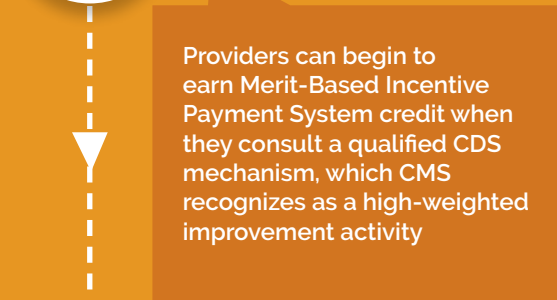 Providers can begin to
earn Merit-Based Incentive
Payment System credit when
they consult a qualified CDS
mechanism, which CMS
recognizes as a high-weighted
improvement activity